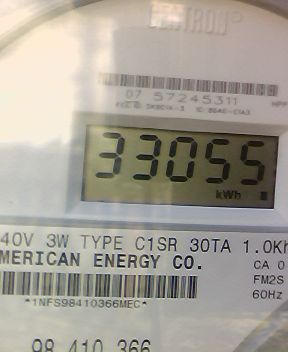 CENTRON®
07 57245311
33055
kWh
40V 3W TYPE C1SR 30TA 1.0Kh
MERICAN ENERGY CO.
CA 0
FM2S
60Hz
*1NFS98410366MEC*
98 410 366